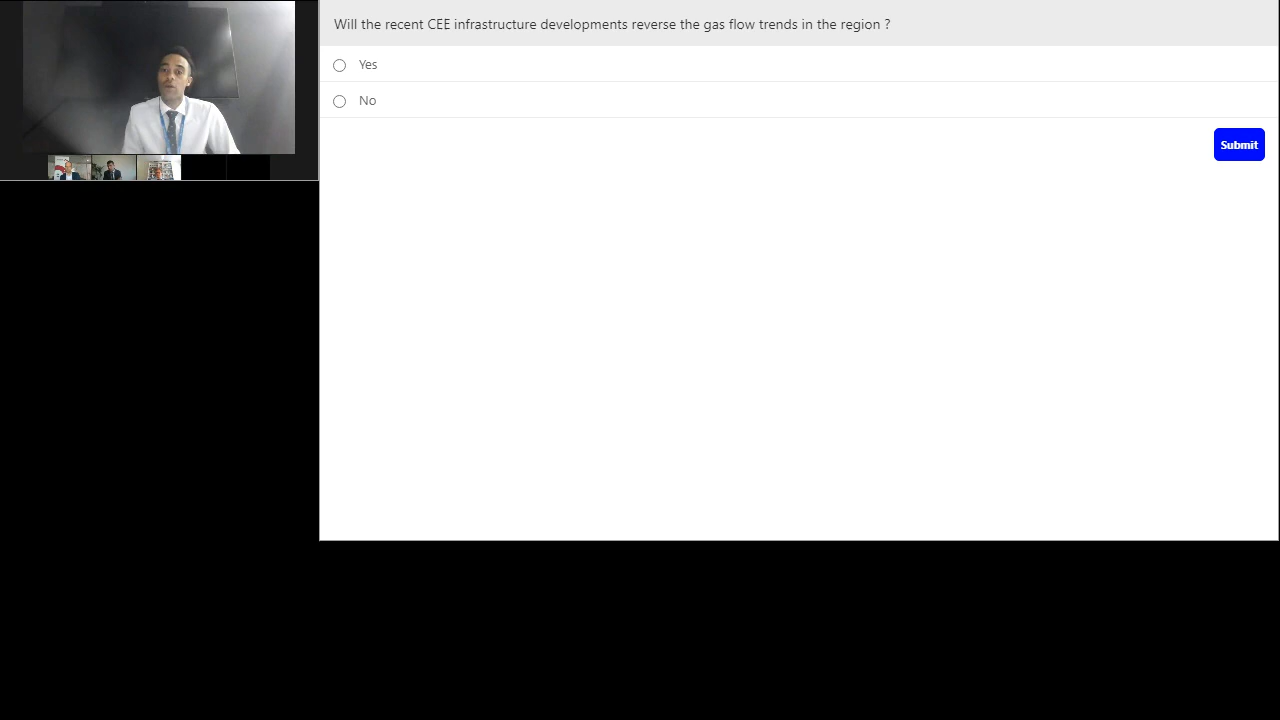 Will the recent CEE infrastructure developments reverse the gas flow trends in the region ?
Yes
No
Submit